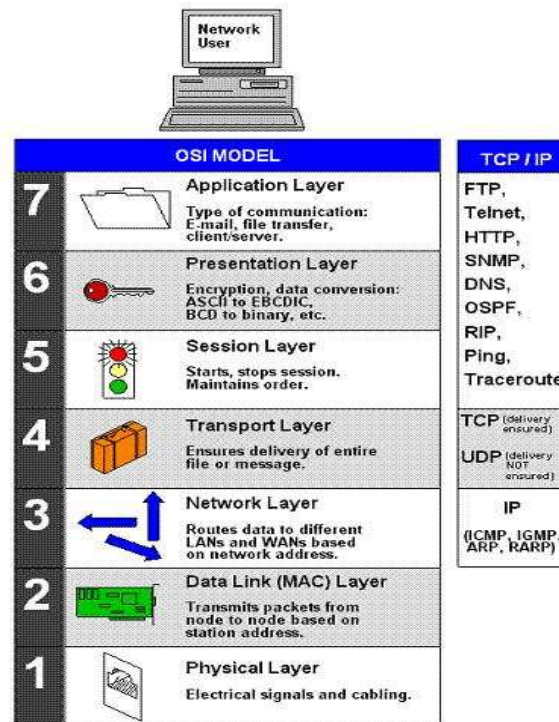 Network
User
OSI MODEL
7
Application Layer
Type of communication:
E-mail, file transfer,
client/server.
6
Presentation Layer
Encryption, data conversion:
ASCII to EBCDIC,
BCD to binary, etc.
5
Session Layer
Starts, stops session.
Maintains order.
4
Transport Layer
Ensures delivery of entire
file or message.
3
Network Layer
Routes data to different
LANs and WANs based
on network address.
2
Data Link (MAC) Layer
Transmits packets from
node to node based on
station address.
1
Physical Layer
Electrical signals and cabling.
TCP / IP
FTP,
Telnet,
HTTP,
SNMP,
DNS,
OSPF,
RIP,
Ping,
Traceroute
TCP (delivery
ensured)
UDP (delivery
NOT
ensured)
IP
(ICMP, IGMP,
ARP, RARP)